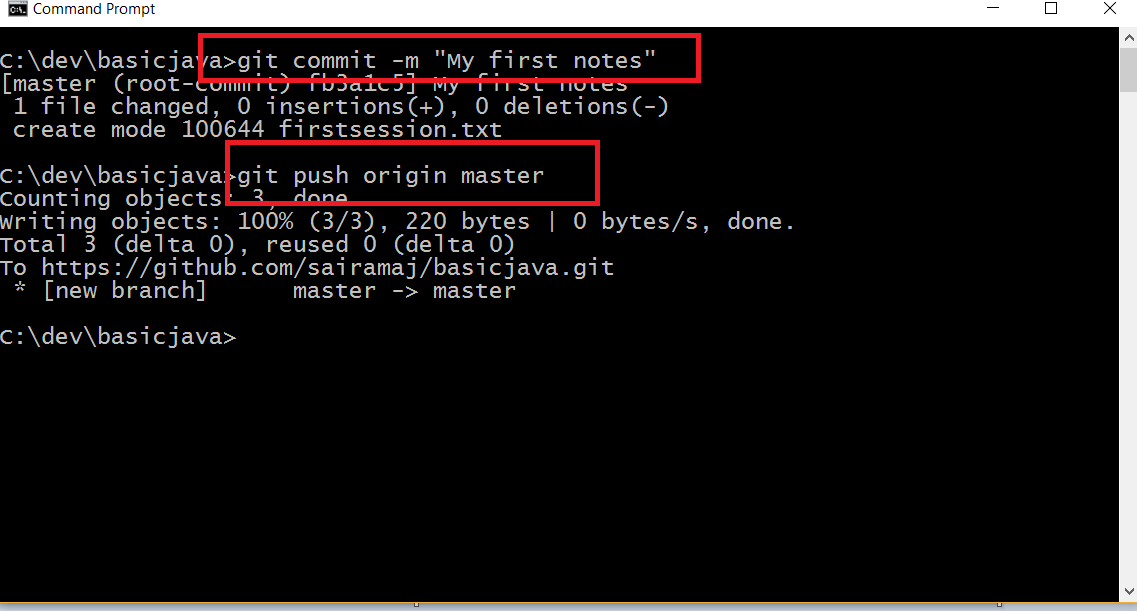 Command Prompt
C:\dev\basicjava>git commit -m "My first notes"
[master (root-commit) fb3a1c5] My first notes
 1 file changed, 0 insertions(+), 0 deletions(-)
 create mode 100644 firstsession.txt
C:\dev\basicjava>git push origin master
Counting objects: 3, done.
Writing objects: 100% (3/3), 220 bytes | 0 bytes/s, done.
Total 3 (delta 0), reused 0 (delta 0)
To https://github.com/sairamaj/basicjava.git
 * [new branch]      master -> master
C:\dev\basicjava>